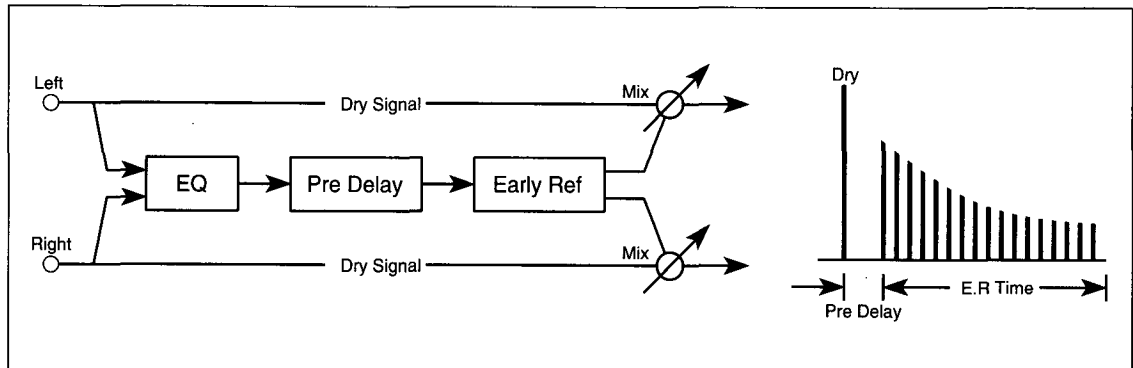 Left
Dry Signal
Mix
EQ
Pre Delay
Early Ref
Right
Dry Signal
Mix
Dry
E.R Time
Pre Delay